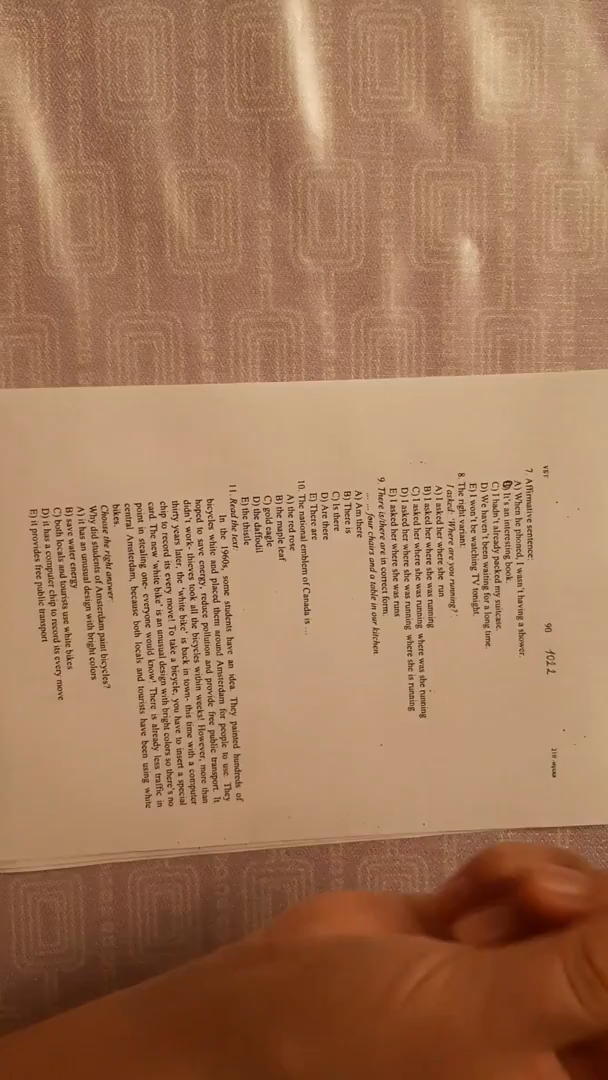 90 1022
7. Affirmative sentence:
A) When he phoned, I wasn't having a shower.
B) It's an interesting book.
C) I hadn't already packed my suitcase.
D) We haven't been waiting for a long time.
E) I won't be watching TV tonight.
8. The right variant:
I asked: "Where are you running?"
A) I asked her where she run
B) I asked her where she was running
C) I asked her where she was running where was she running
D) I asked her where she was running where she is running
E) I asked her where she was runs
9. There is/there are in correct form.
... ... four chairs and a table in our kitchen.
A) Am there
B) There is
C) Is there
D) Are there
E) There are
10. The national emblem of Canada is ...
A) the red rose
B) the maple leaf
C) gold eagle
D) the daffodil
E) the thistle
11. Read the text
In the 1960s, some students have an idea. They painted hundreds of
bicycles white and placed them around Amsterdam for people to use. They
hoped to save energy, reduce pollution and provide free public transport. It
didn't work- thieves took all the bicycles within weeks! However, more than
thirty years later, the 'white bike' is back in town- this time with a computer
chip to record its every move! To take a bicycle, you have to insert a special
card. The new 'white bike' is an unusual design with bright colors so there's no
point in stealing one- everyone would know! There is already less traffic in
central Amsterdam, because both locals and tourists have been using white
bikes.
Choose the right answer:
Why did students of Amsterdam paint bicycles?
A) it has an unusual design with bright colors
B) save water energy
C) both locals and tourists use white bikes
D) it has a computer chip to record its every move
E) it provides free public transport